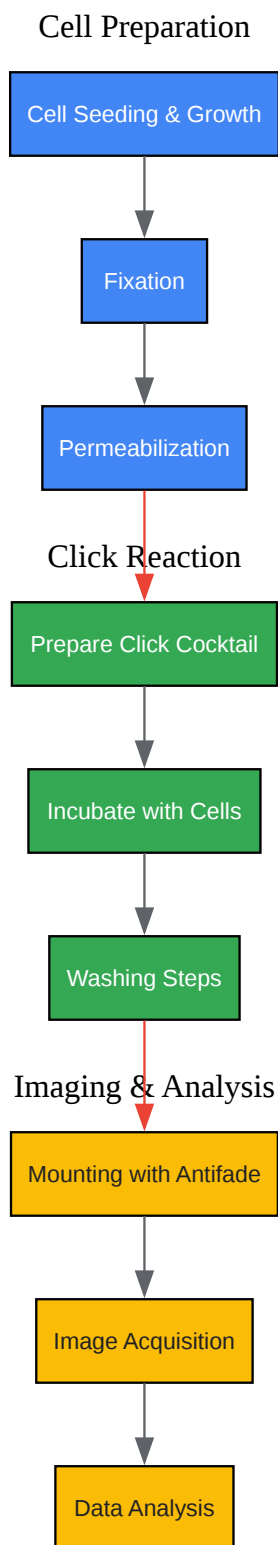 Cell Preparation
Cell Seeding & Growth
Fixation
Permeabilization
Click Reaction
Prepare Click Cocktail
Incubate with Cells
Washing Steps
Imaging & Analysis
Mounting with Antifade
Image Acquisition
Data Analysis